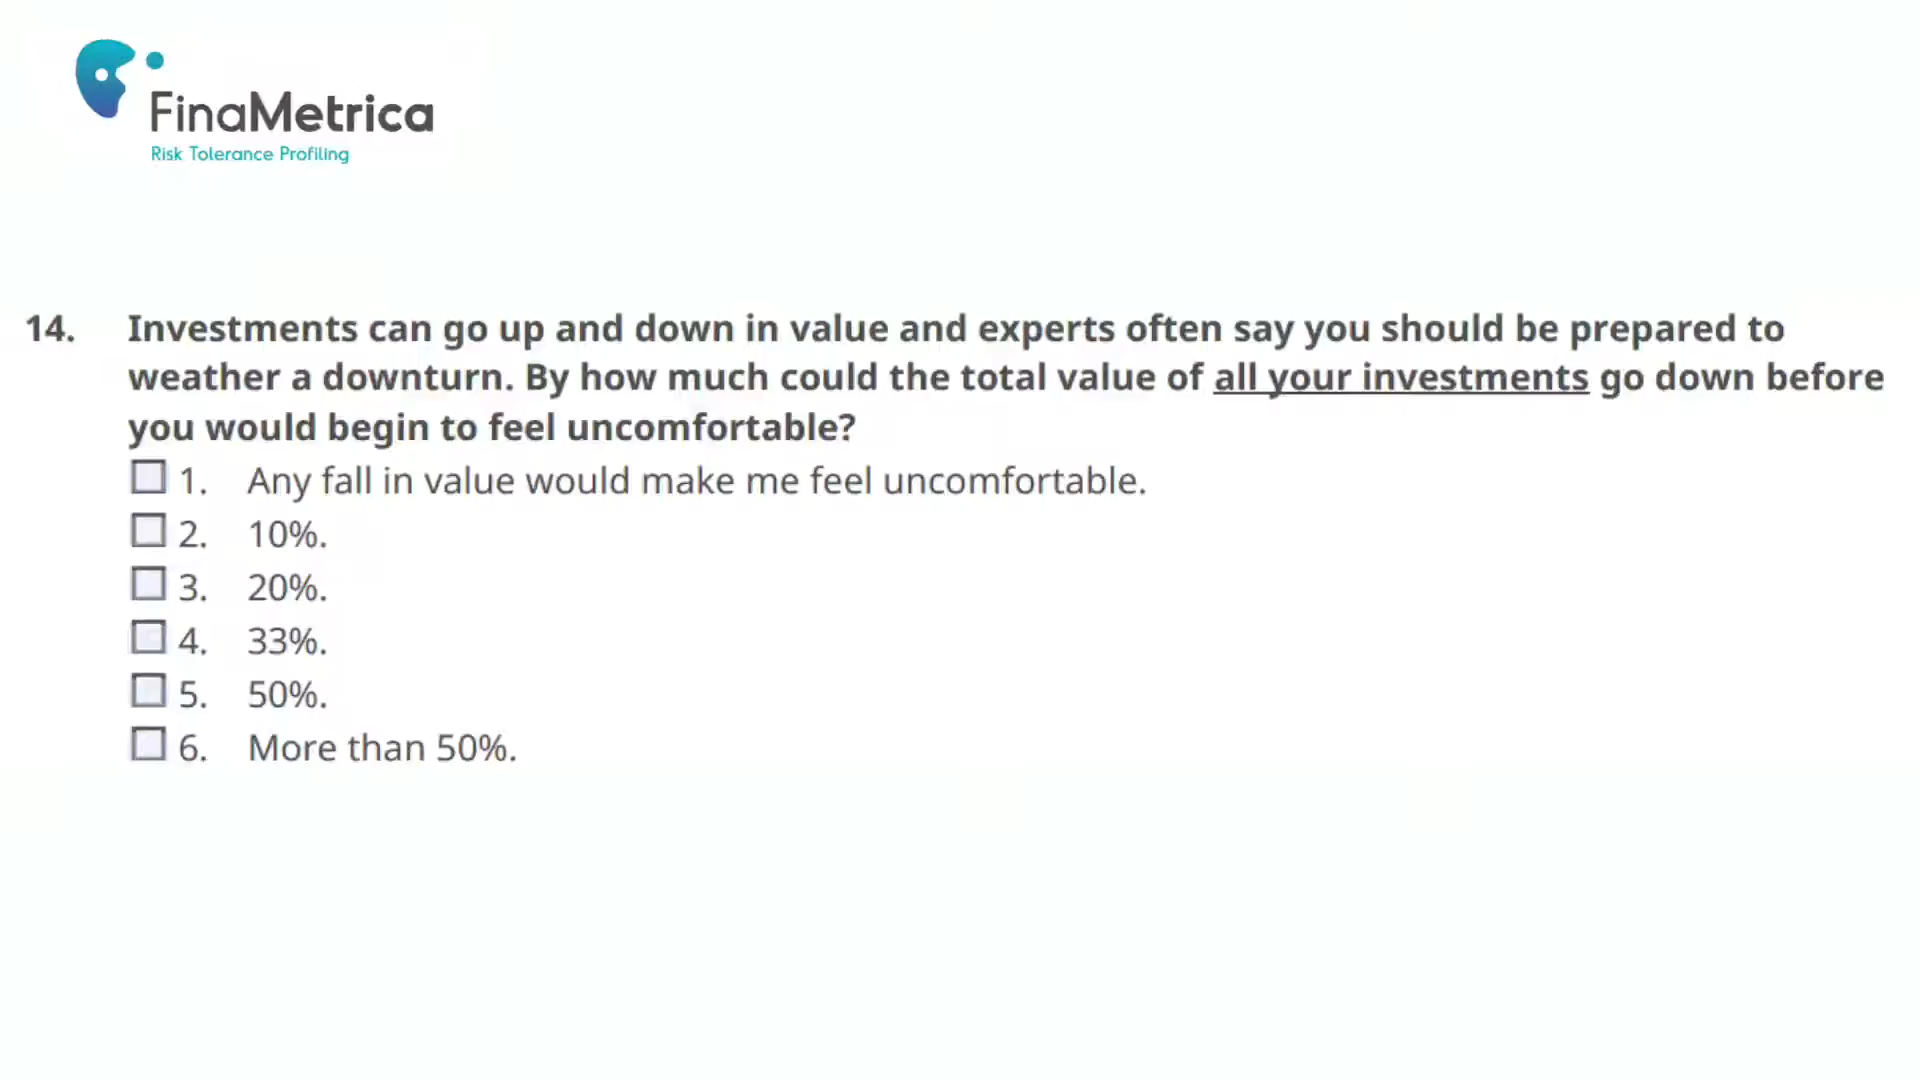 FinaMetrica
Risk Tolerance Profiling
14. Investments can go up and down in value and experts often say you should be prepared to
weather a downturn. By how much could the total value of all your investments go down before
you would begin to feel uncomfortable?
1. Any fall in value would make me feel uncomfortable.
2. 10%.
3. 20%.
4. 33%.
5. 50%.
6. More than 50%.